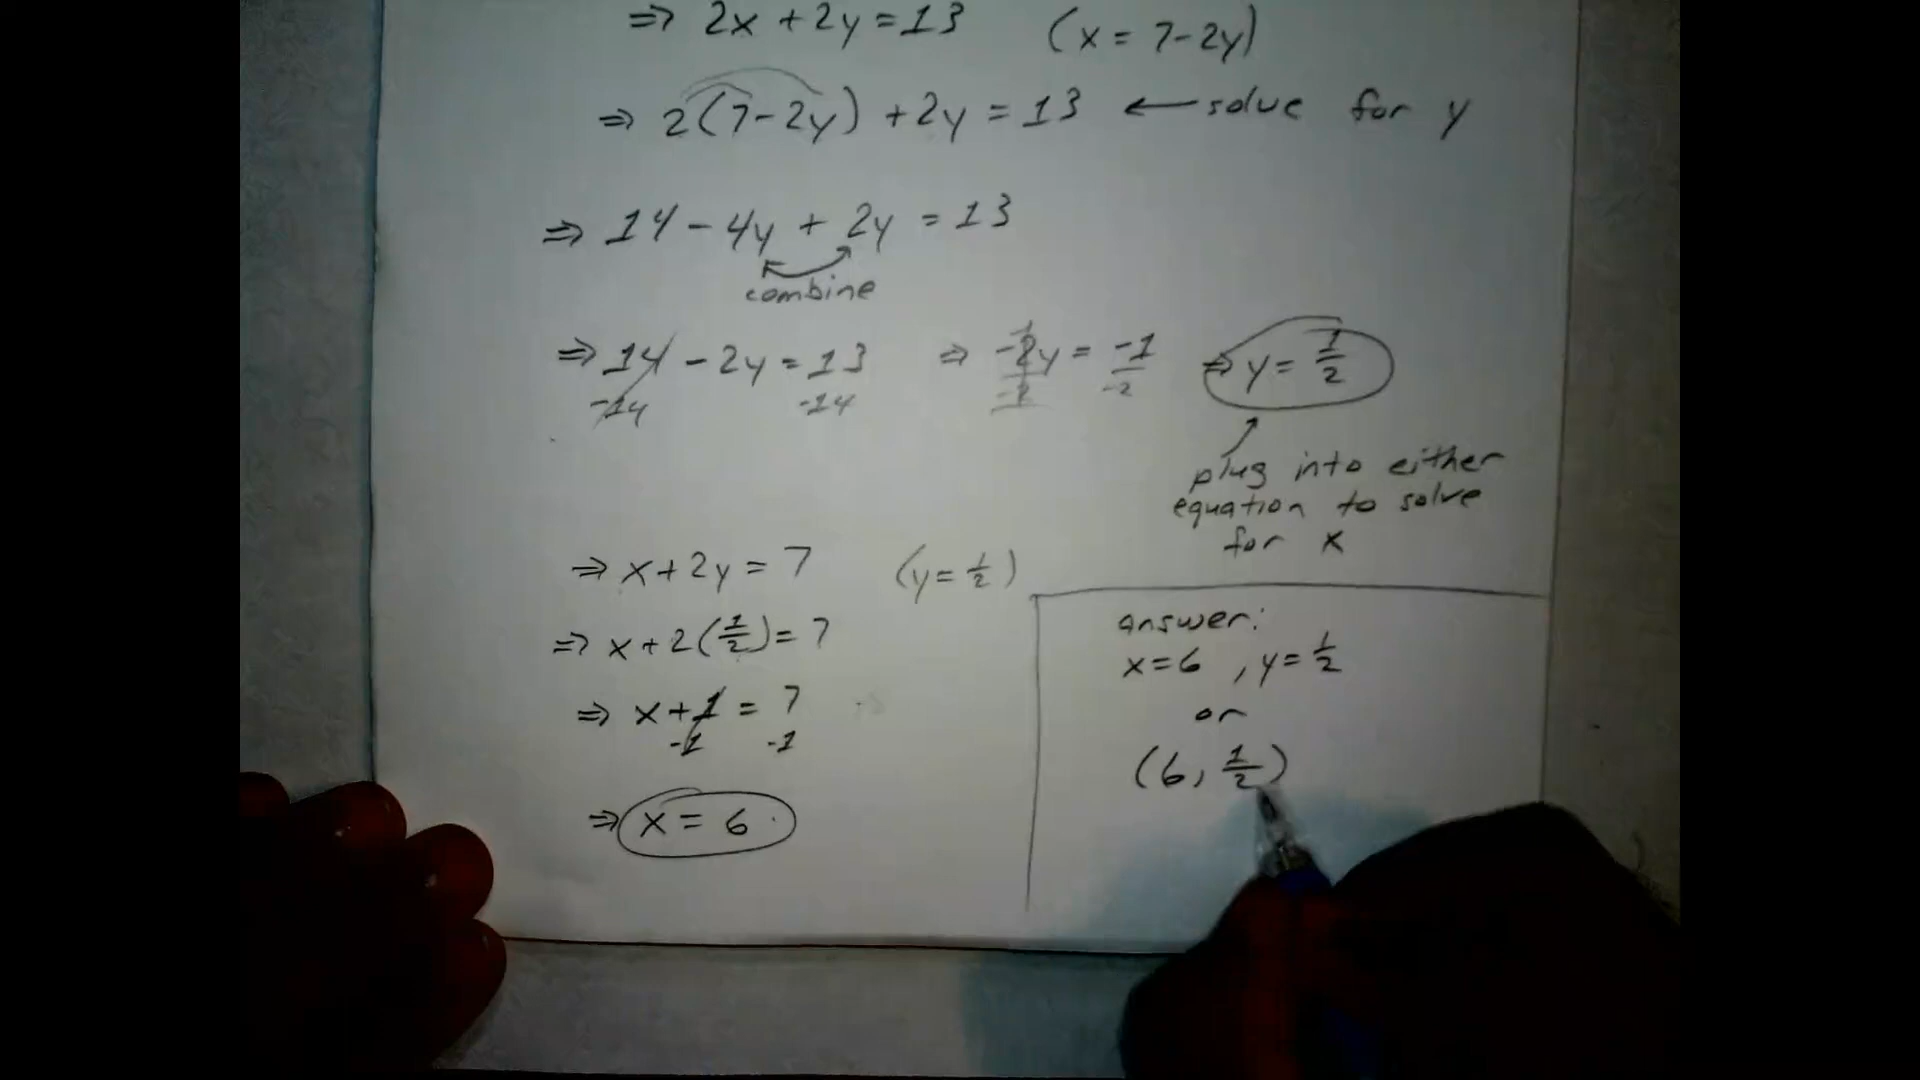 ⇒ 2x + 2y = 13 (x = 7 - 2y)
⇒ 2(7 - 2y) + 2y = 13 ← solve for y
⇒ 14 - 4y + 2y = 13
combine
⇒ 14 - 2y = 13 ⇒ -2y = -1 ⇒ y = 1/2
-14 -14 -2 -2
plug into either
equation to solve
for x
⇒ x + 2y = 7 (y = 1/2)
⇒ x + 2(1/2) = 7
⇒ x + 1 = 7
-1 -1
⇒ x = 6
answer:
x = 6 , y = 1/2
or
(6, 1/2)